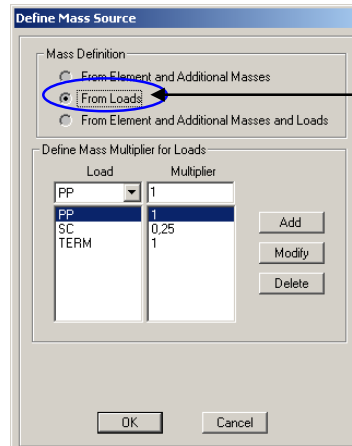 Define Mass Source
Mass Definition
From Element and Additional Masses
From Loads
From Element and Additional Masses and Loads
Define Mass Multiplier for Loads
Load Multiplier
PP 1
PP 1
SC 0,25
TERM 1
Add
Modify
Delete
OK Cancel